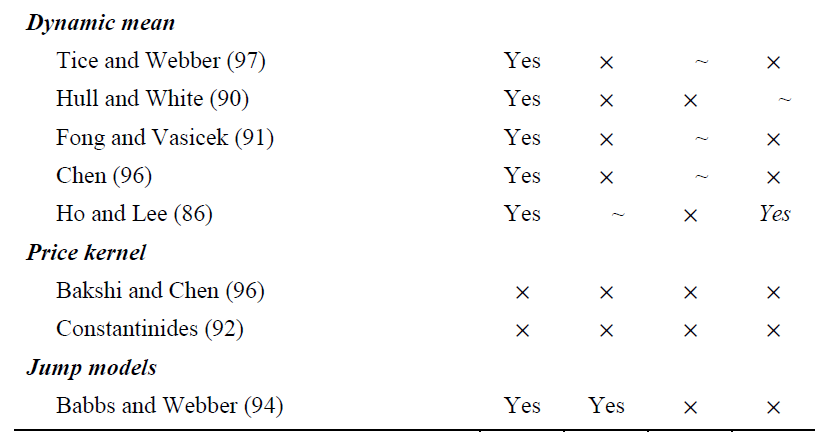 Dynamic mean
Tice and Webber (97) Yes × ~ ×
Hull and White (90) Yes × × ~
Fong and Vasicek (91) Yes × ~ ×
Chen (96) Yes × ~ ×
Ho and Lee (86) Yes ~ × Yes
Price kernel
Bakshi and Chen (96) × × × ×
Constantinides (92) × × × ×
Jump models
Babbs and Webber (94) Yes Yes × ×